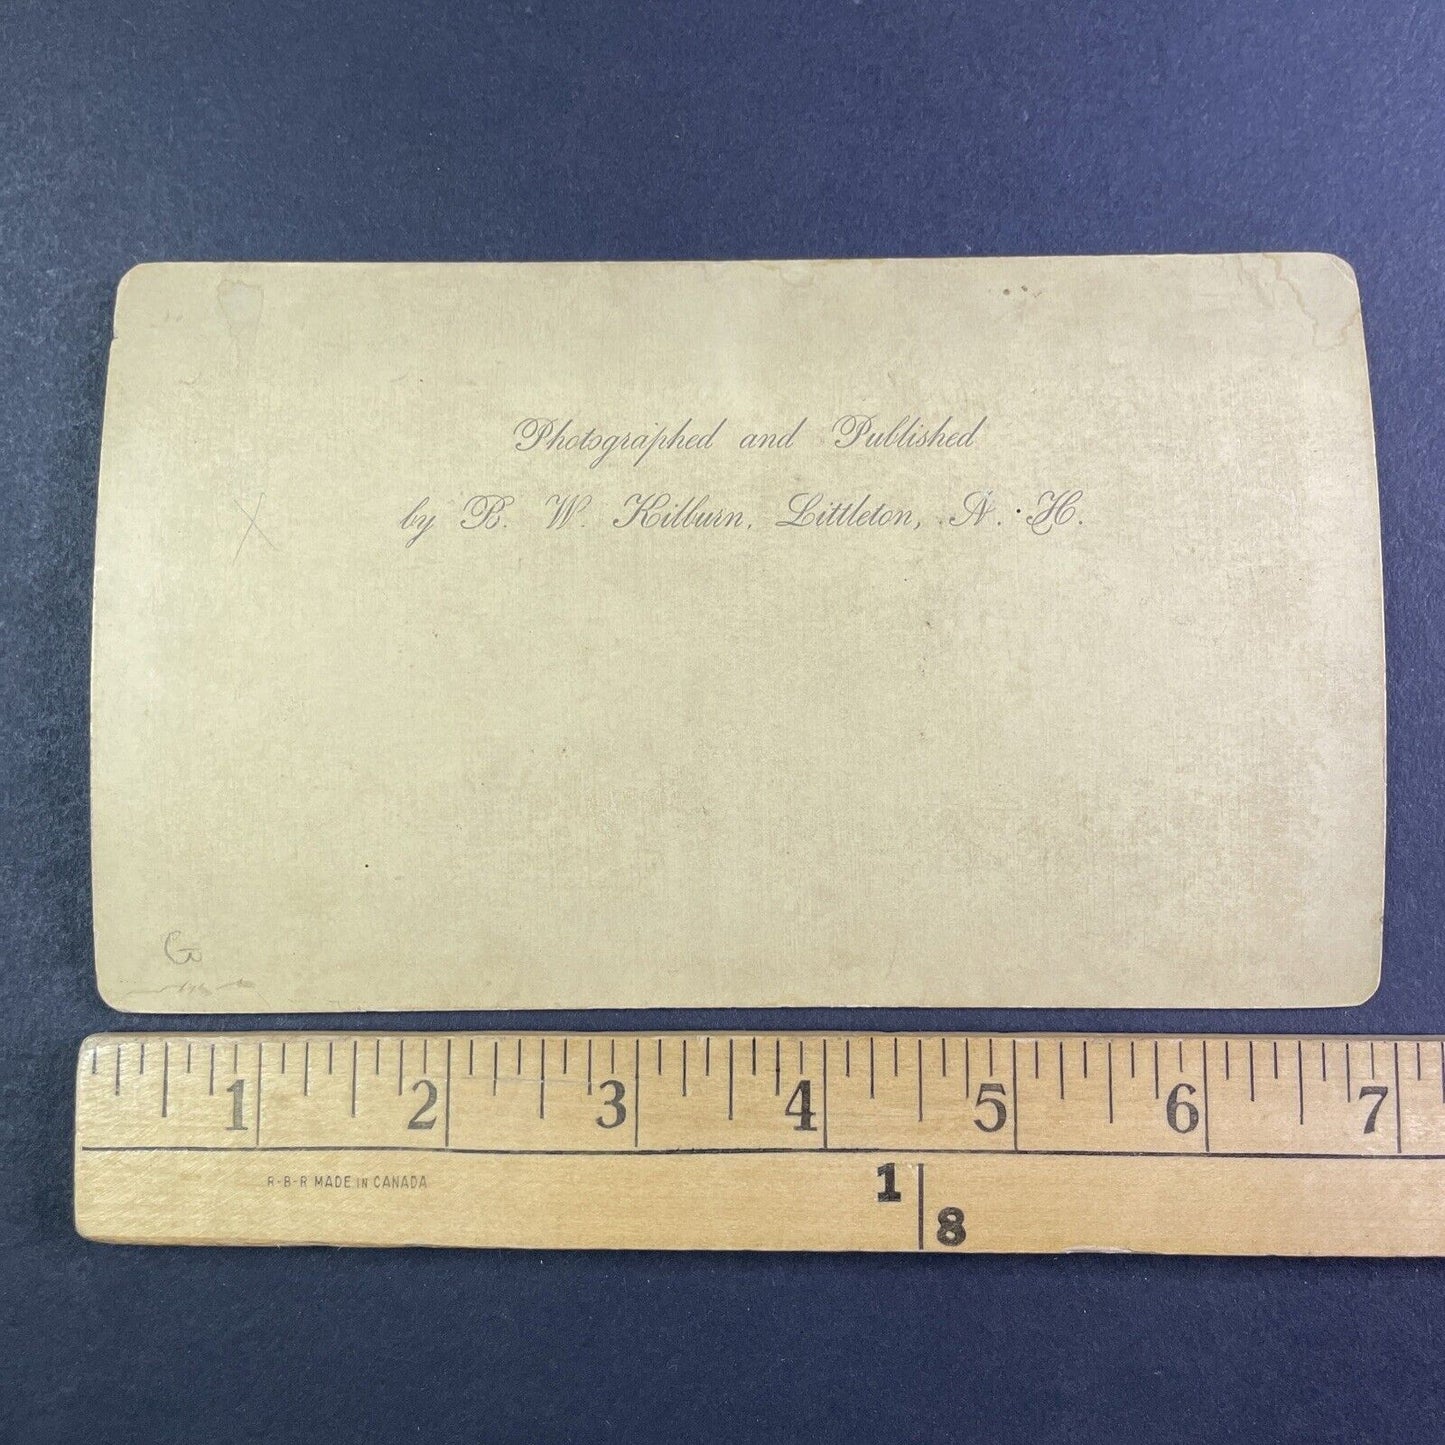 Photographed and Published
by B. W. Kilburn, Littleton, N. H.
X
G
1 2 3 4 5 6 7
R-B-R MADE IN CANADA
1
8